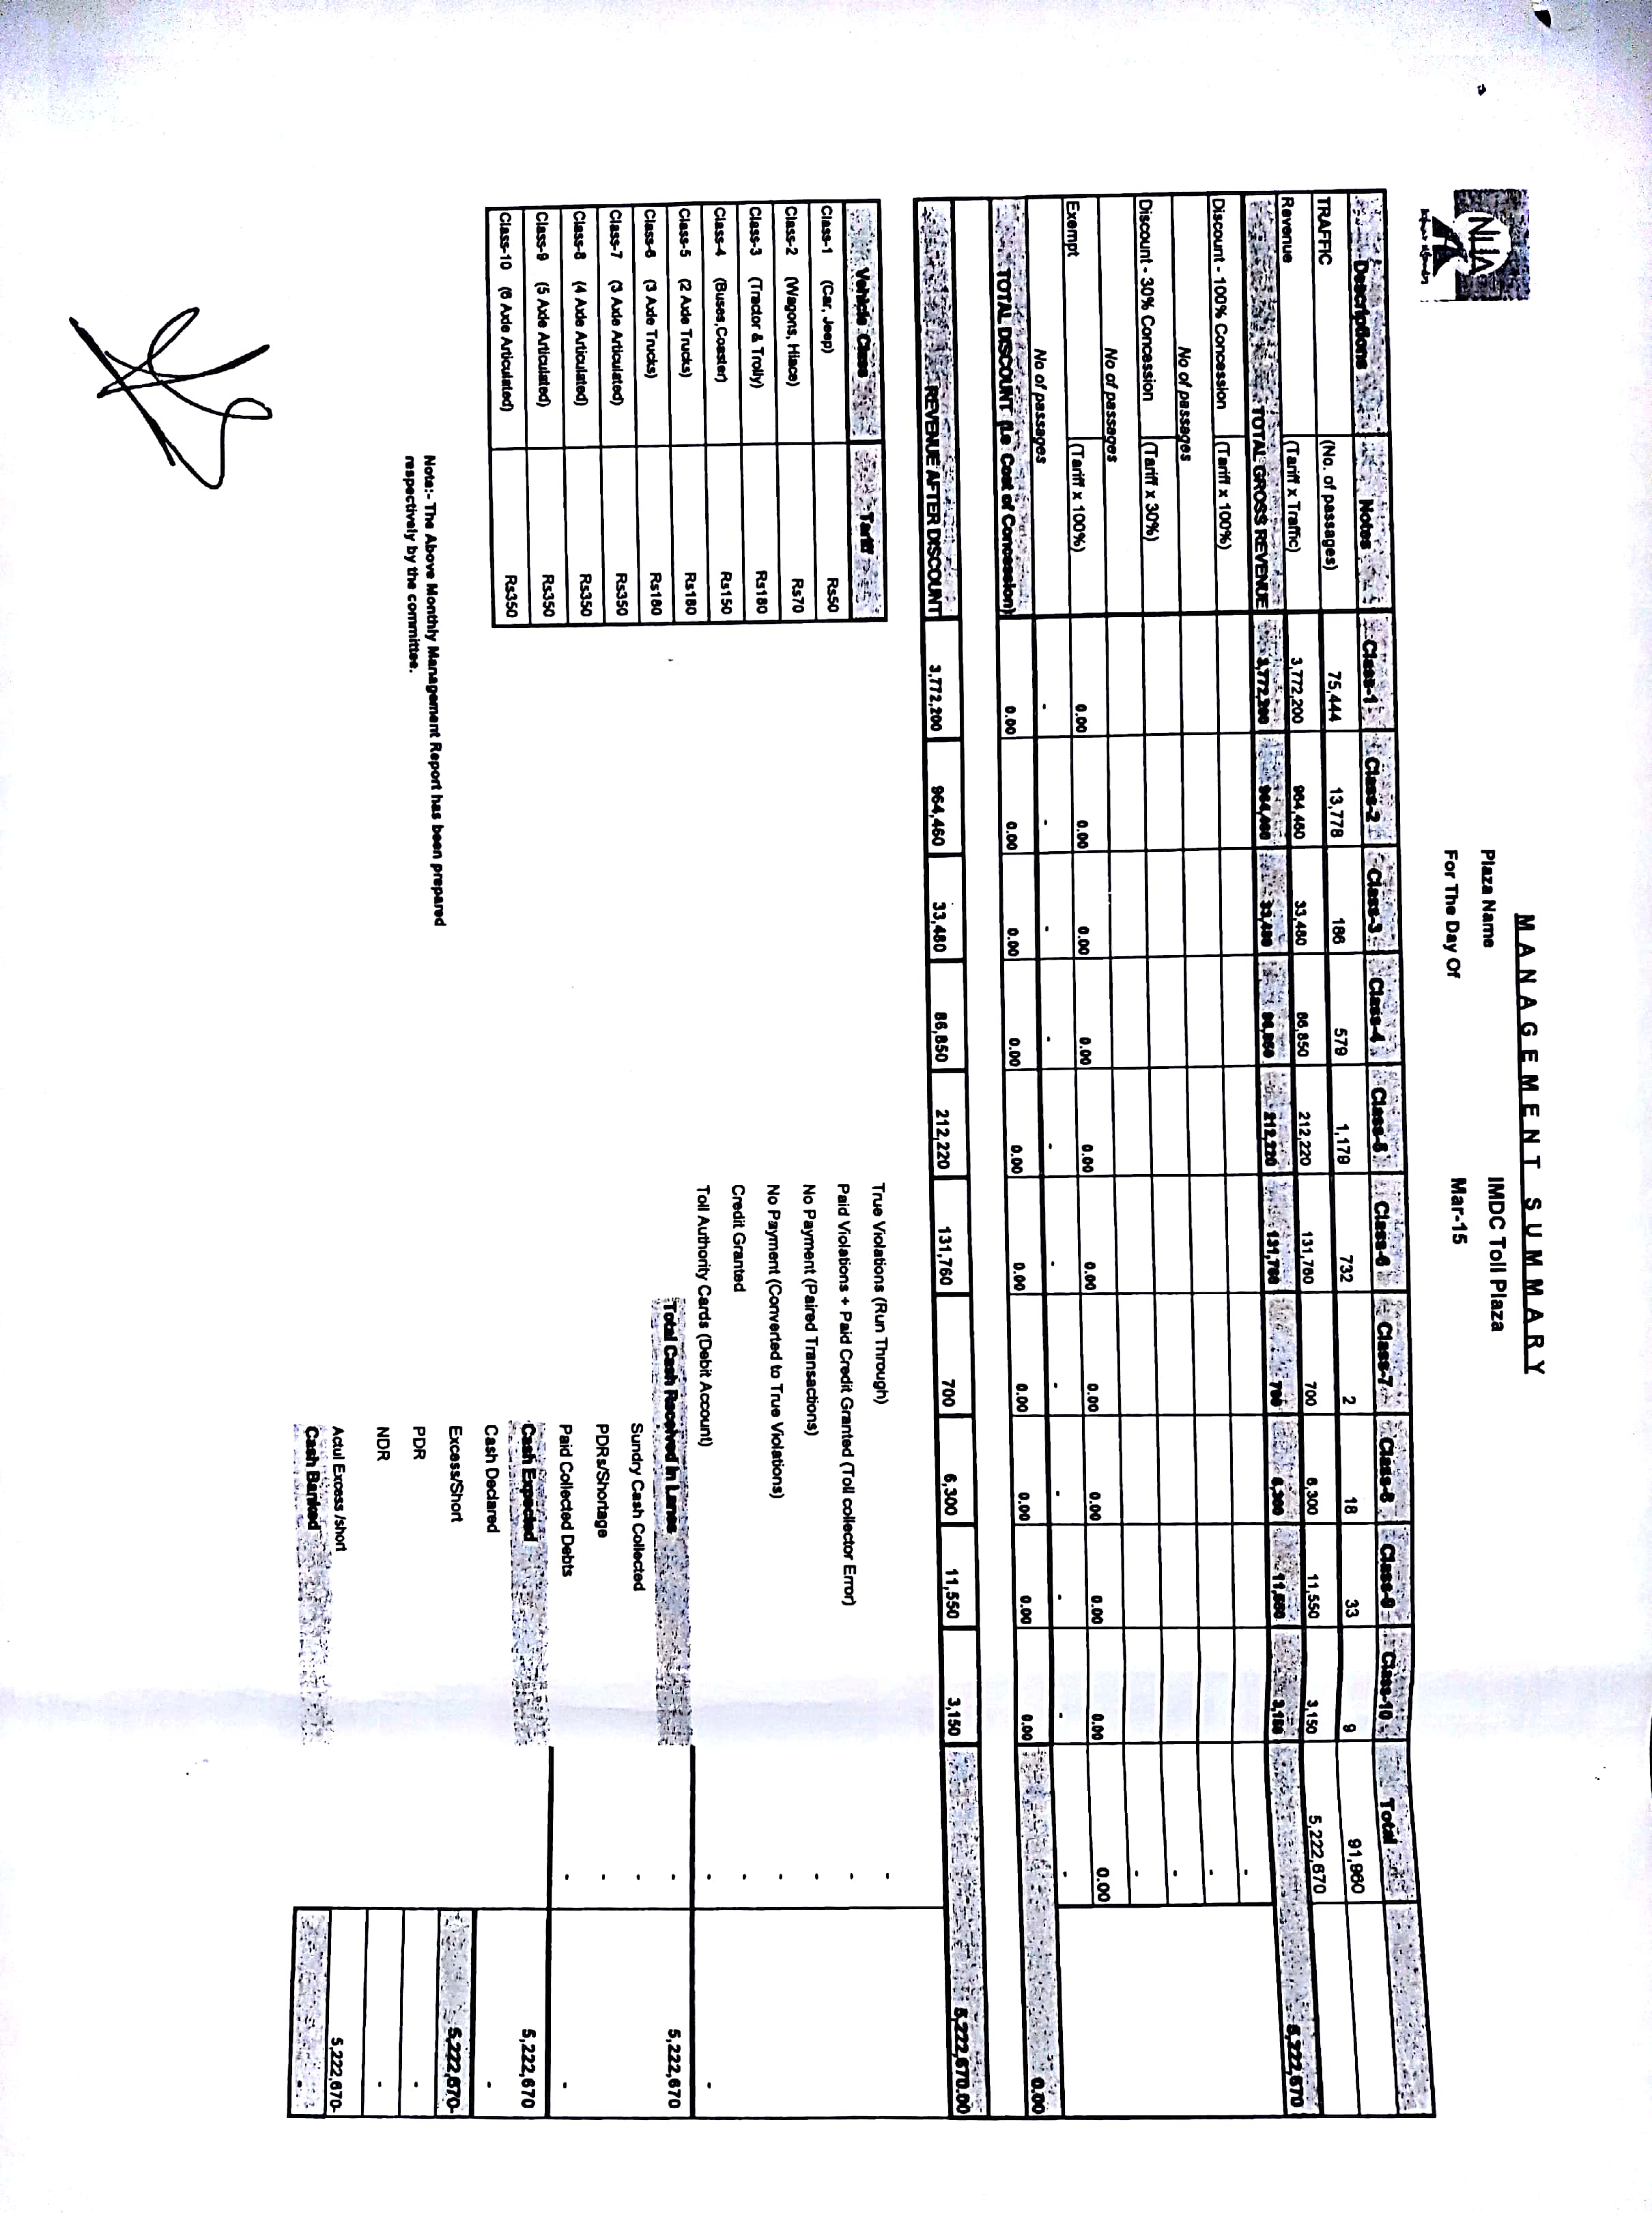 NHA
MANAGEMENT SUMMARY
Plaza Name IMDC Toll Plaza
For The Day Of Mar-15
Descriptions Notes Class-1 Class-2 Class-3 Class-4 Class-5 Class-6 Class-7 Class-8 Class-9 Class-10 Total
TRAFFIC (No. of passages) 75,444 13,778 186 579 1,179 732 2 18 33 9 91,960
Revenue (Tariff x Traffic) 3,772,200 964,460 33,480 86,850 212,220 131,760 700 6,300 11,550 3,150 5,222,670
TOTAL GROSS REVENUE 3,772,200 964,460 33,480 86,850 212,220 131,760 700 6,300 11,550 3,150 5,222,670
Discount - 100% Concession (Tariff x 100%) -
No of passages -
Discount - 30% Concession (Tariff x 30%) -
No of passages -
Exempt (Tariff x 100%) 0.00 0.00 0.00 0.00 0.00 0.00 0.00 0.00 0.00 0.00 0.00
No of passages - - - - - - - - - - -
TOTAL DISCOUNT (i.e Cost of Concession) 0.00 0.00 0.00 0.00 0.00 0.00 0.00 0.00 0.00 0.00 0.00
REVENUE AFTER DISCOUNT 3,772,200 964,460 33,480 86,850 212,220 131,760 700 6,300 11,550 3,150 5,222,670.00
Vehicle Class Tariff
Class-1 (Car, Jeep) Rs50
Class-2 (Wagons, Hiace) Rs70
Class-3 (Tractor & Trolly) Rs180
Class-4 (Buses,Coaster) Rs150
Class-5 (2 Axle Trucks) Rs180
Class-6 (3 Axle Trucks) Rs180
Class-7 (3 Axle Articulated) Rs350
Class-8 (4 Axle Articulated) Rs350
Class-9 (5 Axle Articulated) Rs350
Class-10 (6 Axle Articulated) Rs350
True Violations (Run Through) -
Paid Violations + Paid Credit Granted (Toll collector Error) -
No Payment (Paired Transactions) -
No Payment (Converted to True Violations) -
Credit Granted -
Toll Authority Cards (Debit Account) - -
Total Cash Received In Lanes - 5,222,670
Sundry Cash Collected -
PDRs/Shortage -
Paid Collected Debts - -
Cash Expected 5,222,670
Cash Declared -
Excess/Short 5,222,670-
PDR -
NDR -
Actul Excess /short 5,222,670-
Cash Banked -
Note:- The Above Monthly Management Report has been prepared
respectively by the committee.